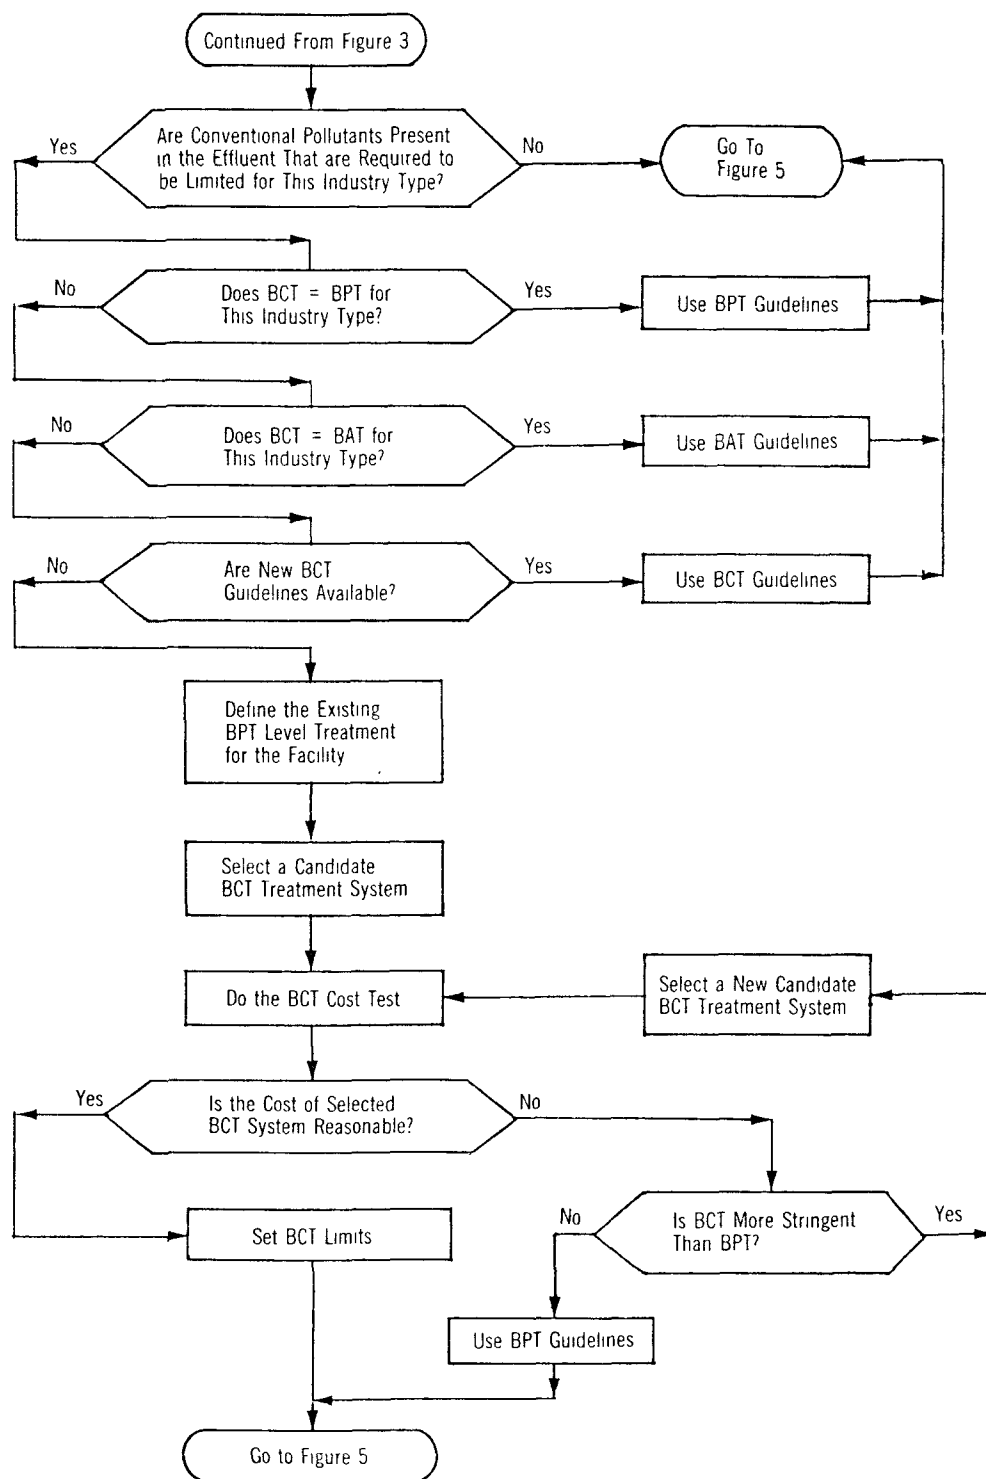 Continued From Figure 3
Are Conventional Pollutants Present
in the Effluent That are Required to
be Limited for This Industry Type?
Yes
No
Go To
Figure 5
Does BCT = BPT for
This Industry Type?
No
Yes
Use BPT Guidelines
Does BCT = BAT for
This Industry Type?
No
Yes
Use BAT Guidelines
Are New BCT
Guidelines Available?
No
Yes
Use BCT Guidelines
Define the Existing
BPT Level Treatment
for the Facility
Select a Candidate
BCT Treatment System
Do the BCT Cost Test
Select a New Candidate
BCT Treatment System
Is the Cost of Selected
BCT System Reasonable?
Yes
No
Is BCT More Stringent
Than BPT?
No
Yes
Set BCT Limits
Use BPT Guidelines
Go to Figure 5